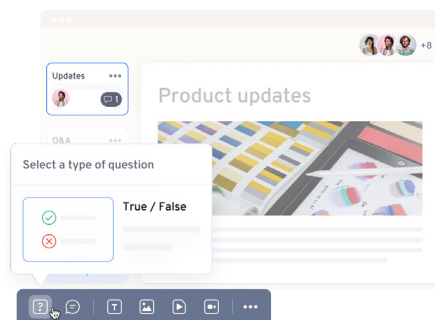 +8
Updates
1
Product updates
Q&A
Select a type of question
True / False
?
T